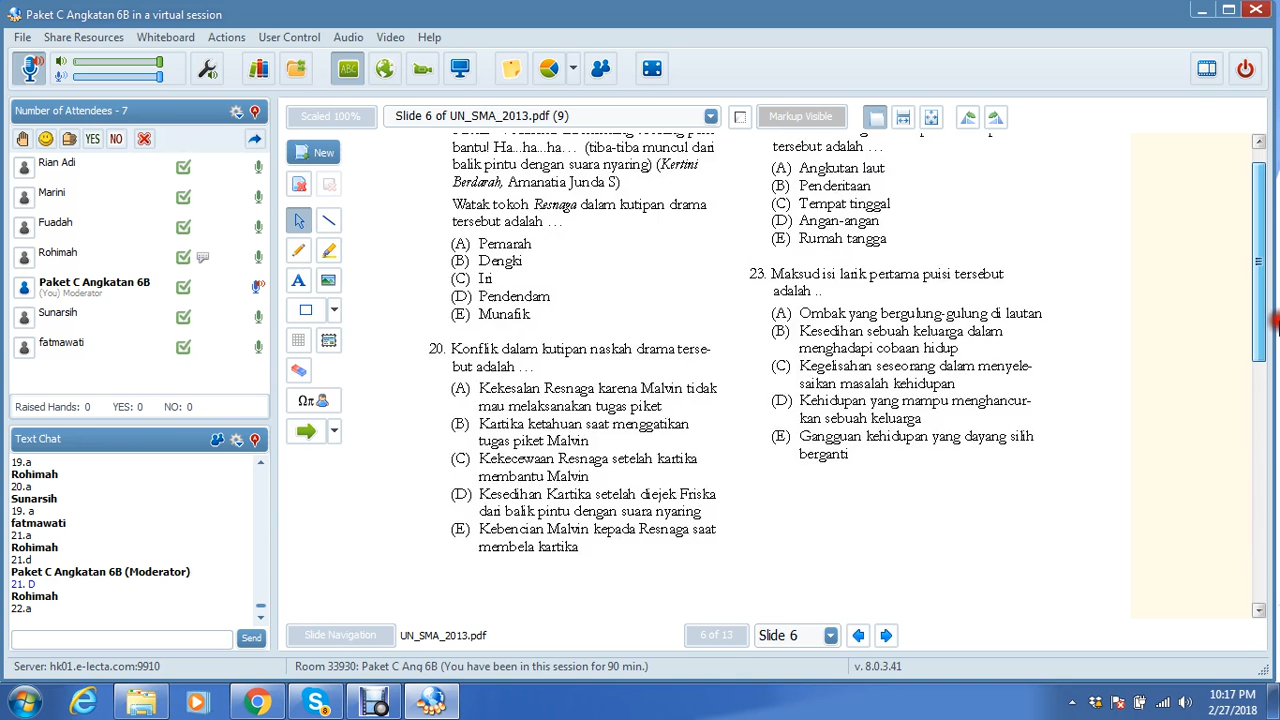 Paket C Angkatan 6B in a virtual session
File Share Resources Whiteboard Actions User Control Audio Video Help
Number of Attendees - 7
YES NO
Rian Adi
Marini
Fuadah
Rohimah
Paket C Angkatan 6B
(You) Moderator
Sunarsih
fatmawati
Raised Hands: 0 YES: 0 NO: 0
Text Chat
19.a
Rohimah
20.a
Sunarsih
19. a
fatmawati
21.a
Rohimah
21.d
Paket C Angkatan 6B (Moderator)
21. D
Rohimah
22.a
Send
Scaled 100%
Slide 6 of UN_SMA_2013.pdf (9)
Markup Visible
New
ABC
A
Ωπ
bantu! Ha...ha...ha… (tiba-tiba muncul dari
balik pintu dengan suara nyaring) (Kertini
Berdarah, Amanatia Junda S)
Watak tokoh Resnaga dalam kutipan drama
tersebut adalah …
(A) Pemarah
(B) Dengki
(C) Iri
(D) Pendendam
(E) Munafik
20. Konflik dalam kutipan naskah drama terse-
but adalah …
(A) Kekesalan Resnaga karena Malvin tidak
mau melaksanakan tugas piket
(B) Kartika ketahuan saat menggatikan
tugas piket Malvin
(C) Kekecewaan Resnaga setelah kartika
membantu Malvin
(D) Kesedihan Kartika setelah diejek Friska
dari balik pintu dengan suara nyaring
(E) Kebencian Malvin kepada Resnaga saat
membela kartika
tersebut adalah …
(A) Angkutan laut
(B) Penderitaan
(C) Tempat tinggal
(D) Angan-angan
(E) Rumah tangga
23. Maksud isi larik pertama puisi tersebut
adalah ..
(A) Ombak yang bergulung-gulung di lautan
(B) Kesedihan sebuah keluarga dalam
menghadapi cobaan hidup
(C) Kegelisahan seseorang dalam menyele-
saikan masalah kehidupan
(D) Kehidupan yang mampu menghancur-
kan sebuah keluarga
(E) Gangguan kehidupan yang dayang silih
berganti
Slide Navigation UN_SMA_2013.pdf 6 of 13 Slide 6
Server: hk01.e-lecta.com:9910 Room 33930: Paket C Ang 6B (You have been in this session for 90 min.) v. 8.0.3.41
10:17 PM
2/27/2018